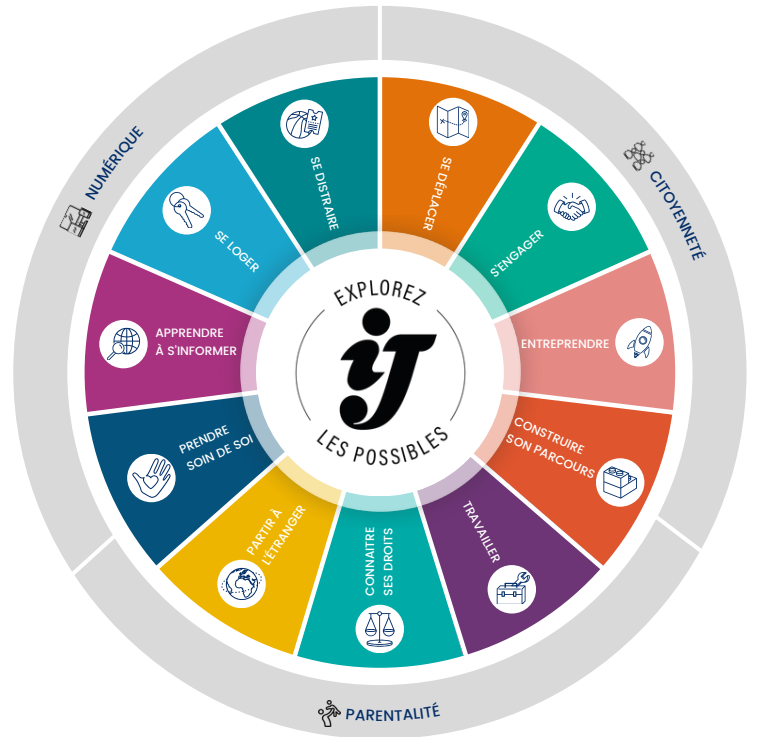 NUMÉRIQUE
CITOYENNETÉ
PARENTALITÉ
SE DÉPLACER
S'ENGAGER
ENTREPRENDRE
CONSTRUIRE
SON PARCOURS
TRAVAILLER
CONNAITRE
SES DROITS
PARTIR À
L'ÉTRANGER
PRENDRE
SOIN DE SOI
APPRENDRE
À S'INFORMER
SE LOGER
SE DISTRAIRE
EXPLOREZ
iJ
LES POSSIBLES